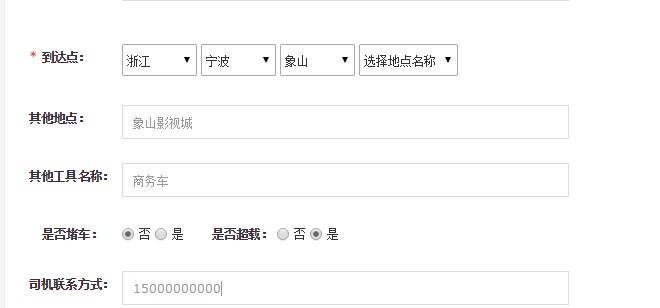 * 到达点： 浙江 宁波 象山 选择地点名称
其他地点： 象山影视城
其他工具名称： 商务车
是否堵车： 否 是 是否超载： 否 是
司机联系方式： 15000000000